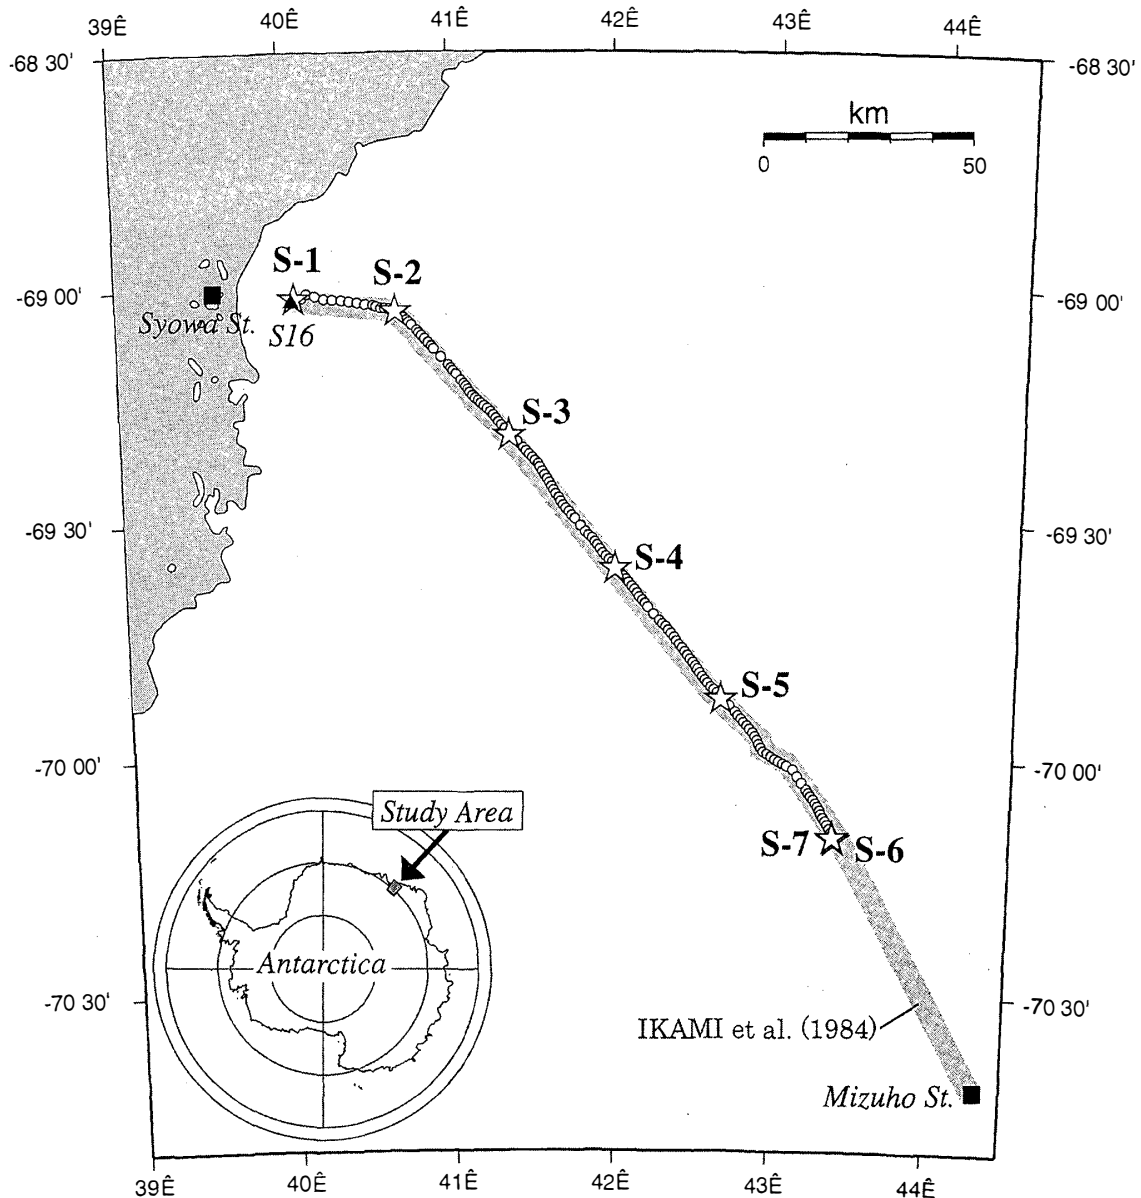 39Ê 40Ê 41Ê 42Ê 43Ê 44Ê
-68 30' -68 30'
km
0 50
S-1
S-2
-69 00' -69 00'
Syowa St.
S16
S-3
-69 30' -69 30'
S-4
S-5
-70 00' -70 00'
Study Area
S-7 S-6
Antarctica
-70 30' -70 30'
IKAMI et al. (1984)
Mizuho St.
39Ê 40Ê 41Ê 42Ê 43Ê 44Ê